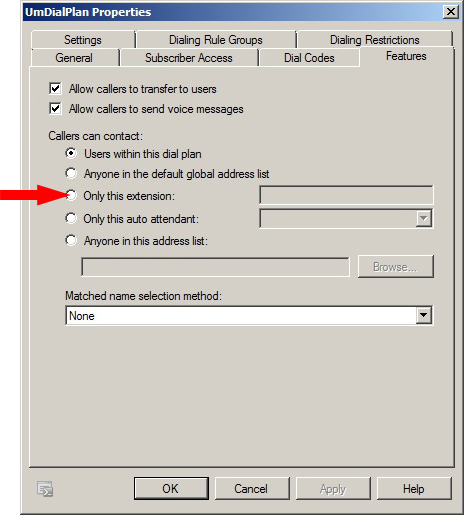 UmDialPlan Properties
Settings Dialing Rule Groups Dialing Restrictions
General Subscriber Access Dial Codes Features
Allow callers to transfer to users
Allow callers to send voice messages
Callers can contact:
Users within this dial plan
Anyone in the default global address list
Only this extension:
Only this auto attendant:
Anyone in this address list:
Browse...
Matched name selection method:
None
OK Cancel Apply Help